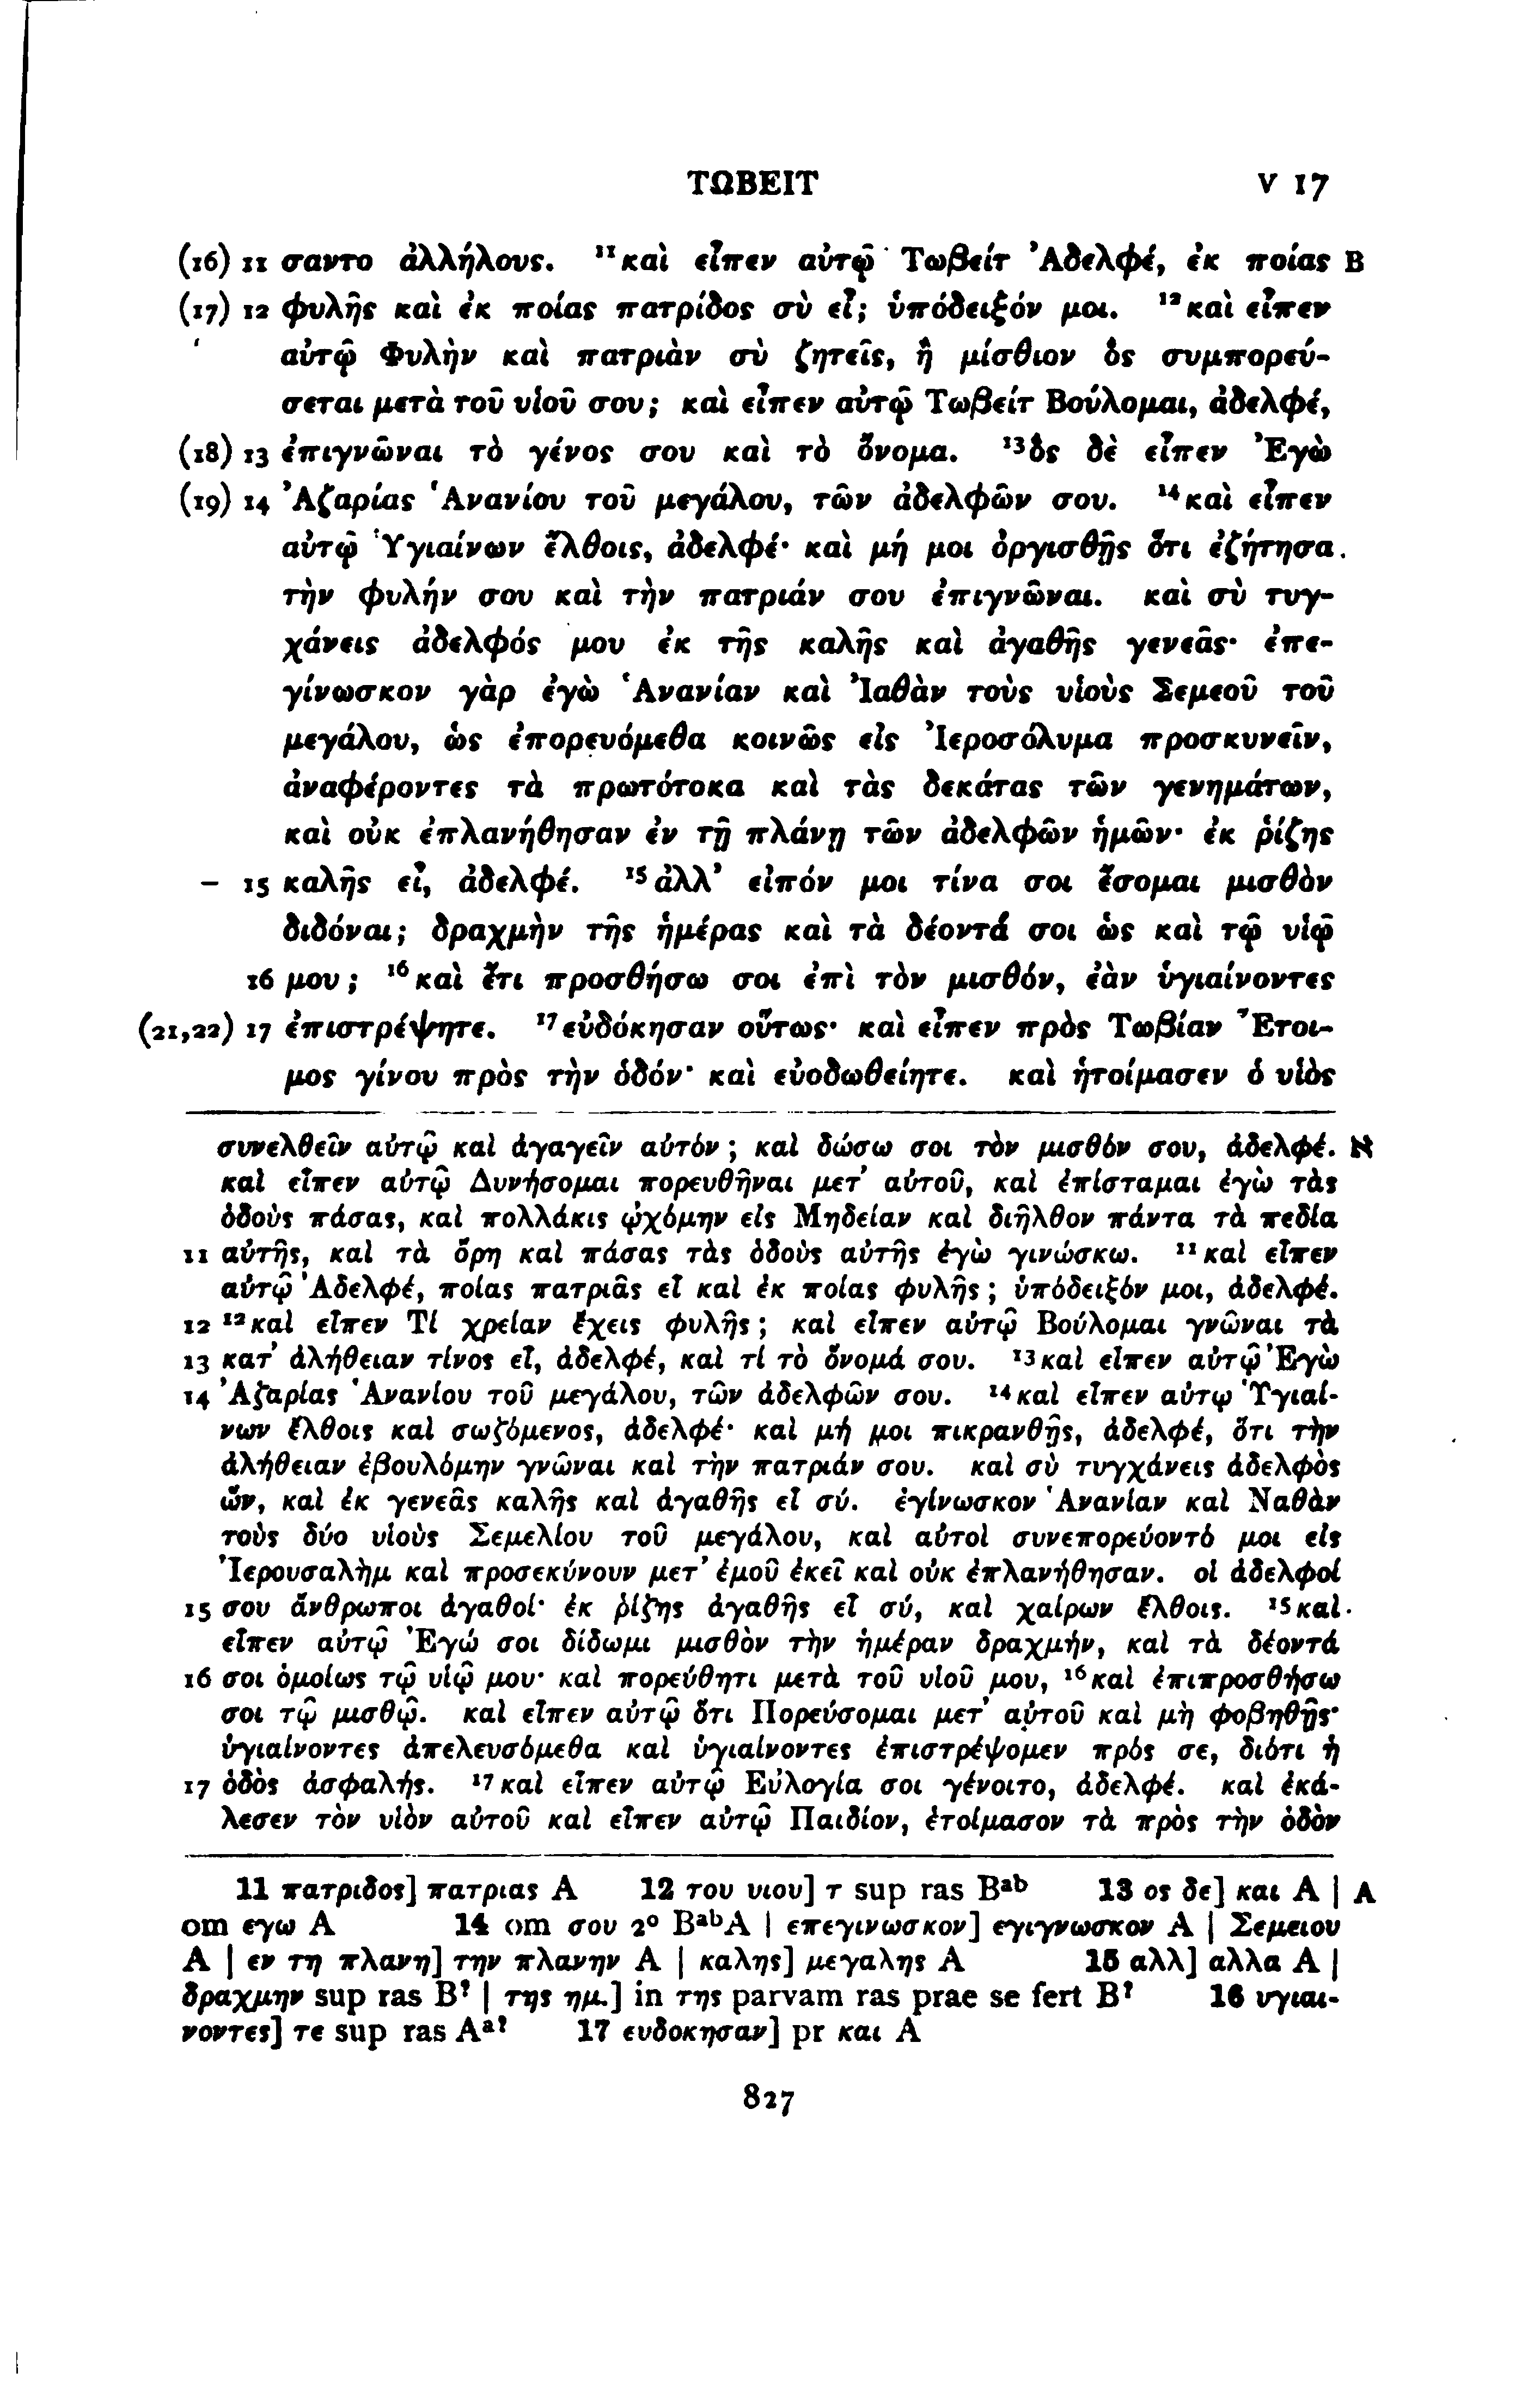 ΤΩΒΕΙΤ V 17
(16) 11 σαντο ἀλλήλους. ¹¹καὶ εἶπεν αὐτῷ Τωβείτ Ἀδελφέ, ἐκ ποίας B
(17) 12 φυλῆς καὶ ἐκ ποίας πατρίδος σὺ εἶ; ὑπόδειξόν μοι. ¹²καὶ εἶπεν
αὐτῷ Φυλὴν καὶ πατριὰν σὺ ζητεῖς, ἢ μίσθιον ὃς συμπορεύ-
σεται μετὰ τοῦ υἱοῦ σου; καὶ εἶπεν αὐτῷ Τωβείτ Βούλομαι, ἀδελφέ,
(18) 13 ἐπιγνῶναι τὸ γένος σου καὶ τὸ ὄνομα. ¹³ὃς δὲ εἶπεν Ἐγὼ
(19) 14 Ἀζαρίας Ἁνανίου τοῦ μεγάλου, τῶν ἀδελφῶν σου. ¹⁴καὶ εἶπεν
αὐτῷ Ὑγιαίνων ἔλθοις, ἀδελφέ· καὶ μή μοι ὀργισθῇς ὅτι ἐζήτησα
τὴν φυλήν σου καὶ τὴν πατριάν σου ἐπιγνῶναι. καὶ σὺ τυγ-
χάνεις ἀδελφός μου ἐκ τῆς καλῆς καὶ ἀγαθῆς γενεᾶς· ἐπε-
γίνωσκον γὰρ ἐγὼ Ἁνανίαν καὶ Ἰαθὰν τοὺς υἱοὺς Σεμεοῦ τοῦ
μεγάλου, ὡς ἐπορευόμεθα κοινῶς εἰς Ἰεροσόλυμα προσκυνεῖν,
ἀναφέροντες τὰ πρωτότοκα καὶ τὰς δεκάτας τῶν γενημάτων,
καὶ οὐκ ἐπλανήθησαν ἐν τῇ πλάνῃ τῶν ἀδελφῶν ἡμῶν· ἐκ ῥίζης
– 15 καλῆς εἶ, ἀδελφέ. ¹⁵ἀλλ’ εἰπόν μοι τίνα σοι ἔσομαι μισθὸν
διδόναι; δραχμὴν τῆς ἡμέρας καὶ τὰ δέοντά σοι ὡς καὶ τῷ υἱῷ
16 μου; ¹⁶καὶ ἔτι προσθήσω σοι ἐπὶ τὸν μισθόν, ἐὰν ὑγιαίνοντες
(21,22) 17 ἐπιστρέψητε. ¹⁷εὐδόκησαν οὕτως· καὶ εἶπεν πρὸς Τωβίαν Ἕτοι-
μος γίνου πρὸς τὴν ὁδόν· καὶ εὐοδωθείητε. καὶ ἡτοίμασεν ὁ υἱὸς
συνελθεῖν αὐτῷ καὶ ἀγαγεῖν αὐτόν; καὶ δώσω σοι τὸν μισθόν σου, ἀδελφέ. א
καὶ εἶπεν αὐτῷ Δυνήσομαι πορευθῆναι μετ’ αὐτοῦ, καὶ ἐπίσταμαι ἐγὼ τὰς
ὁδοὺς πάσας, καὶ πολλάκις ᾠχόμην εἰς Μηδείαν καὶ διῆλθον πάντα τὰ πεδία
11 αὐτῆς, καὶ τὰ ὄρη καὶ πάσας τὰς ὁδοὺς αὐτῆς ἐγὼ γινώσκω. ¹¹καὶ εἶπεν
αὐτῷ Ἀδελφέ, ποίας πατριᾶς εἶ καὶ ἐκ ποίας φυλῆς; ὑπόδειξόν μοι, ἀδελφέ.
12 ¹²καὶ εἶπεν Τί χρείαν ἔχεις φυλῆς; καὶ εἶπεν αὐτῷ Βούλομαι γνῶναι τὰ
13 κατ’ ἀλήθειαν τίνος εἶ, ἀδελφέ, καὶ τί τὸ ὄνομά σου. ¹³καὶ εἶπεν αὐτῷ Ἐγὼ
14 Ἀζαρίας Ἁνανίου τοῦ μεγάλου, τῶν ἀδελφῶν σου. ¹⁴καὶ εἶπεν αὐτῳ Ὑγιαί-
νων ἔλθοις καὶ σωζόμενος, ἀδελφέ· καὶ μή μοι πικρανθῇς, ἀδελφέ, ὅτι τὴν
ἀλήθειαν ἐβουλόμην γνῶναι καὶ τὴν πατριάν σου. καὶ σὺ τυγχάνεις ἀδελφὸς
ὤν, καὶ ἐκ γενεᾶς καλῆς καὶ ἀγαθῆς εἶ σύ. ἐγίνωσκον Ἁνανίαν καὶ Ναθὰν
τοὺς δύο υἱοὺς Σεμελίου τοῦ μεγάλου, καὶ αὐτοὶ συνεπορεύοντό μοι εἰς
Ἰερουσαλὴμ καὶ προσεκύνουν μετ’ ἐμοῦ ἐκεῖ καὶ οὐκ ἐπλανήθησαν. οἱ ἀδελφοί
15 σου ἄνθρωποι ἀγαθοί· ἐκ ῥίζης ἀγαθῆς εἶ σύ, καὶ χαίρων ἔλθοις. ¹⁵καὶ
εἶπεν αὐτῷ Ἐγώ σοι δίδωμι μισθὸν τὴν ἡμέραν δραχμήν, καὶ τὰ δέοντά
16 σοι ὁμοίως τῷ υἱῷ μου· καὶ πορεύθητι μετὰ τοῦ υἱοῦ μου, ¹⁶καὶ ἐπιπροσθήσω
σοι τῷ μισθῷ. καὶ εἶπεν αὐτῷ ὅτι Πορεύσομαι μετ’ αὐτοῦ καὶ μὴ φοβηθῇς·
ὑγιαίνοντες ἀπελευσόμεθα καὶ ὑγιαίνοντες ἐπιστρέψομεν πρός σε, διότι ἡ
17 ὁδὸς ἀσφαλής. ¹⁷καὶ εἶπεν αὐτῷ Εὐλογία σοι γένοιτο, ἀδελφέ. καὶ ἐκά-
λεσεν τὸν υἱὸν αὐτοῦ καὶ εἶπεν αὐτῷ Παιδίον, ἑτοίμασον τὰ πρὸς τὴν ὁδὸν
11 πατριδος] πατριας A 12 του υιου] τ sup ras Bᵃᵇ 13 ος δε] και A | A
om εγω A 14 om σου 2° BᵃᵇA | επεγινωσκον] εγιγνωσκον A | Σεμειου
A | εν τη πλανη] την πλανην A | καλης] μεγαλης A 15 αλλ] αλλα A |
δραχμην sup ras B? | της ημ.] in της parvam ras prae se fert B? 16 υγιαι-
νοντες] τε sup ras Aᵃ? 17 ευδοκησαν] pr και A
827